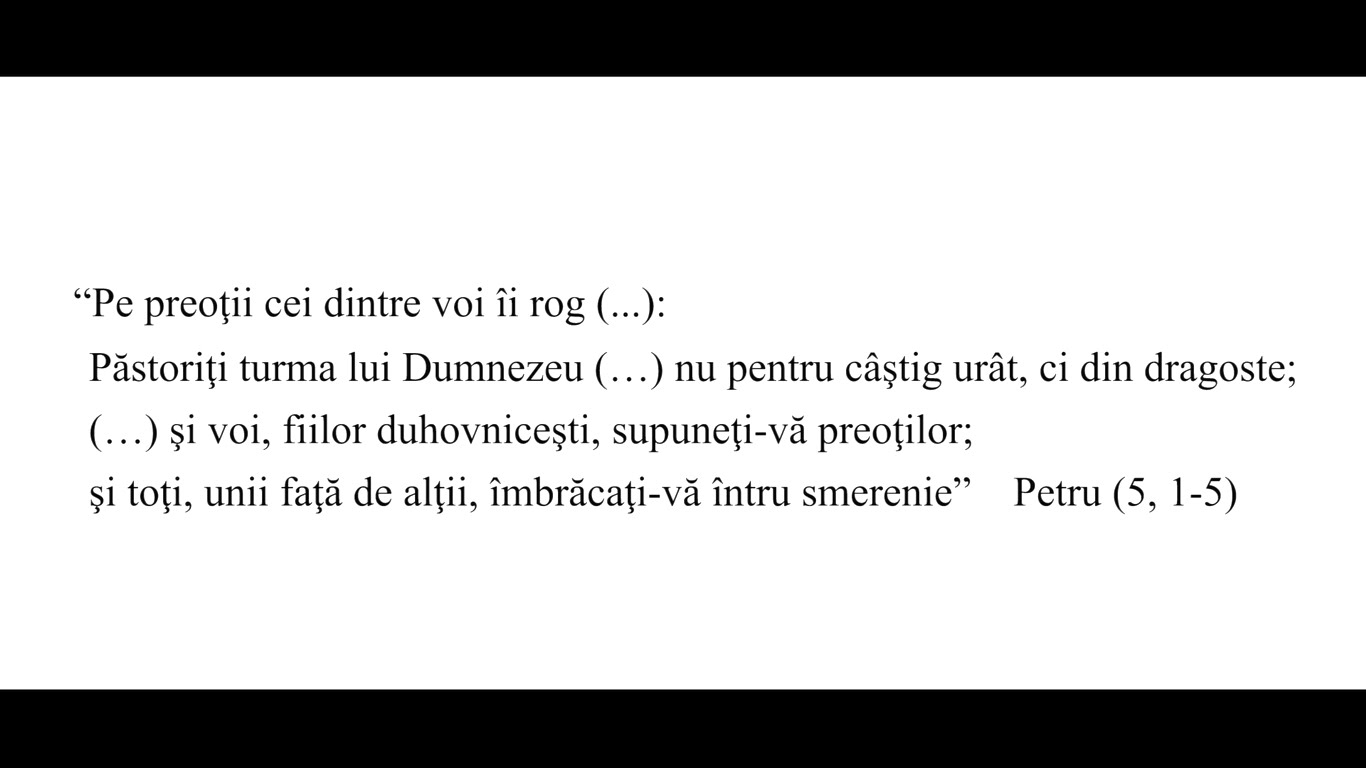 “Pe preoţii cei dintre voi îi rog (...):
Păstoriţi turma lui Dumnezeu (…) nu pentru câştig urât, ci din dragoste;
(…) şi voi, fiilor duhovniceşti, supuneţi-vă preoţilor;
şi toţi, unii faţă de alţii, îmbrăcaţi-vă întru smerenie” Petru (5, 1-5)